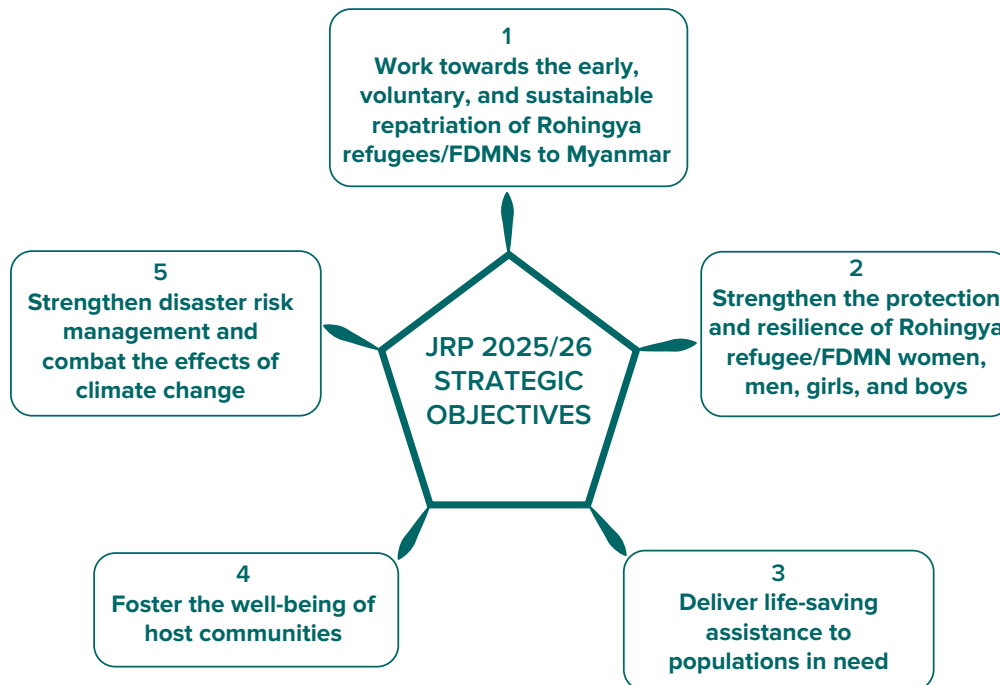 1
Work towards the early,
voluntary, and sustainable
repatriation of Rohingya
refugees/FDMNs to Myanmar
2
Strengthen the protection
and resilience of Rohingya
refugee/FDMN women,
men, girls, and boys
3
Deliver life-saving
assistance to
populations in need
4
Foster the well-being of
host communities
5
Strengthen disaster risk
management and
combat the effects of
climate change
JRP 2025/26
STRATEGIC
OBJECTIVES